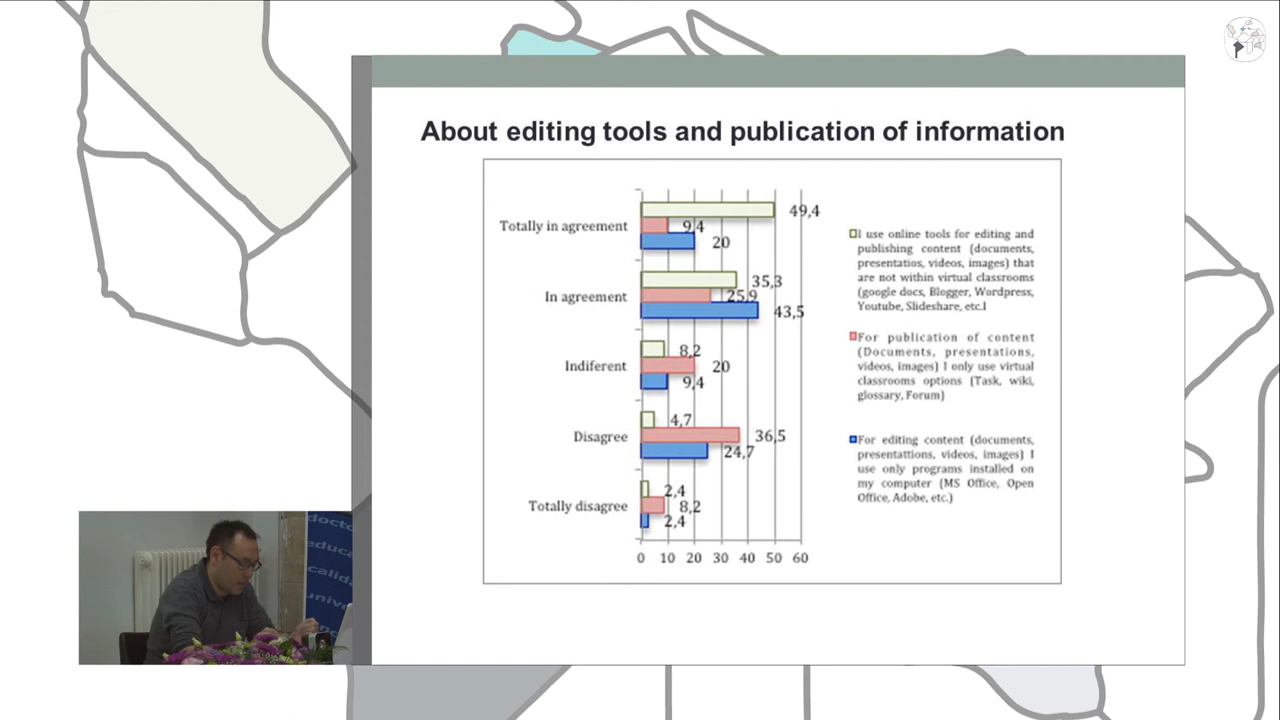 About editing tools and publication of information
Totally in agreement
49,4
9,4
20
In agreement
35,3
25,9
43,5
Indiferent
8,2
20
9,4
Disagree
4,7
36,5
24,7
Totally disagree
2,4
8,2
2,4
0 10 20 30 40 50 60
I use online tools for editing and
publishing content (documents,
presentatios, videos, images) that
are not within virtual classrooms
(google docs, Blogger, Wordpress,
Youtube, Slideshare, etc.l
For publication of content
(Documents, presentations,
videos, images) I only use virtual
classrooms options (Task, wiki,
glossary, Forum)
For editing content (documents,
presentattions, videos, images) I
use only programs installed on
my computer (MS Office, Open
Office, Adobe, etc.)
docto
educa
calida
unive